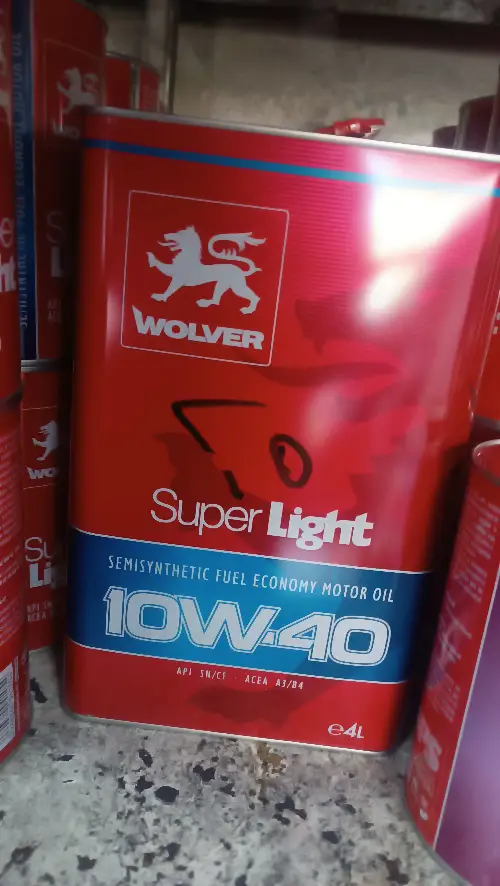 WOLVER
Super Light
SEMISYNTHETIC FUEL ECONOMY MOTOR OIL
10W-40
API SN/CF · ACEA A3/B4
e4L